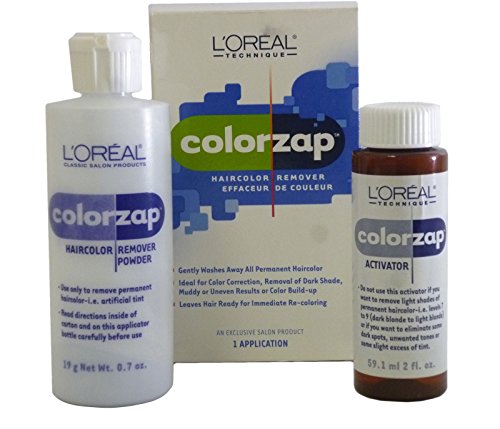 L'ORÉAL
CLASSIC SALON PRODUCTS
colorzap™
HAIRCOLOR REMOVER
POWDER
• Use only to remove permanent
haircolor-i.e. artificial tint
• Read directions inside of
carton and on this applicator
bottle carefully before use
19 g Net Wt. 0.7 oz.
L'ORÉAL
TECHNIQUE
colorzap™
HAIRCOLOR REMOVER
EFFACEUR DE COULEUR
• Gently Washes Away All Permanent Haircolor
• Ideal for Color Correction, Removal of Dark Shade,
Muddy or Uneven Results or Color Build-up
• Leaves Hair Ready for Immediate Re-coloring
AN EXCLUSIVE SALON PRODUCT
1 APPLICATION
L'ORÉAL
TECHNIQUE
colorzap™
ACTIVATOR
• Do not use this activator if you
want to remove light shades of
permanent haircolor-i.e. levels 7
to 9 (dark blonde to light blonde)
or if you want to eliminate some
dark spots, unwanted tones or
some slight excess of tint.
59.1 ml 2 fl. oz.